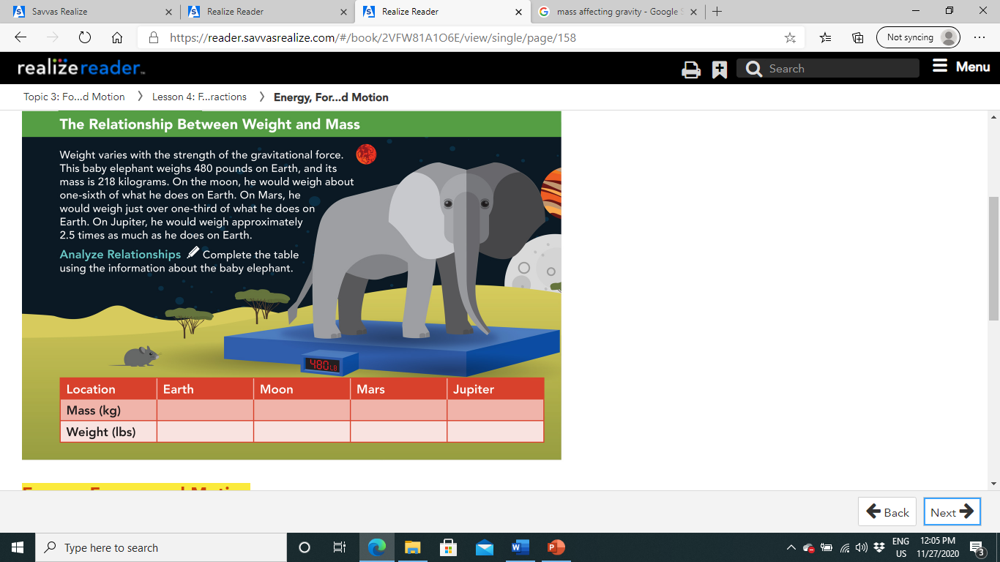 Savvas Realize
Realize Reader
Realize Reader
mass affecting gravity - Google S
https://reader.savvasrealize.com/#/book/2VFW81A1O6E/view/single/page/158
Not syncing
realizereader
Search
Menu
Topic 3: Fo...d Motion
Lesson 4: F...ractions
Energy, For...d Motion
The Relationship Between Weight and Mass
Weight varies with the strength of the gravitational force.
This baby elephant weighs 480 pounds on Earth, and its
mass is 218 kilograms. On the moon, he would weigh about
one-sixth of what he does on Earth. On Mars, he
would weigh just over one-third of what he does on
Earth. On Jupiter, he would weigh approximately
2.5 times as much as he does on Earth.
Analyze Relationships Complete the table
using the information about the baby elephant.
480 LB
Location Earth Moon Mars Jupiter
Mass (kg)
Weight (lbs)
Back
Next
Type here to search
ENG
US
12:05 PM
11/27/2020
3